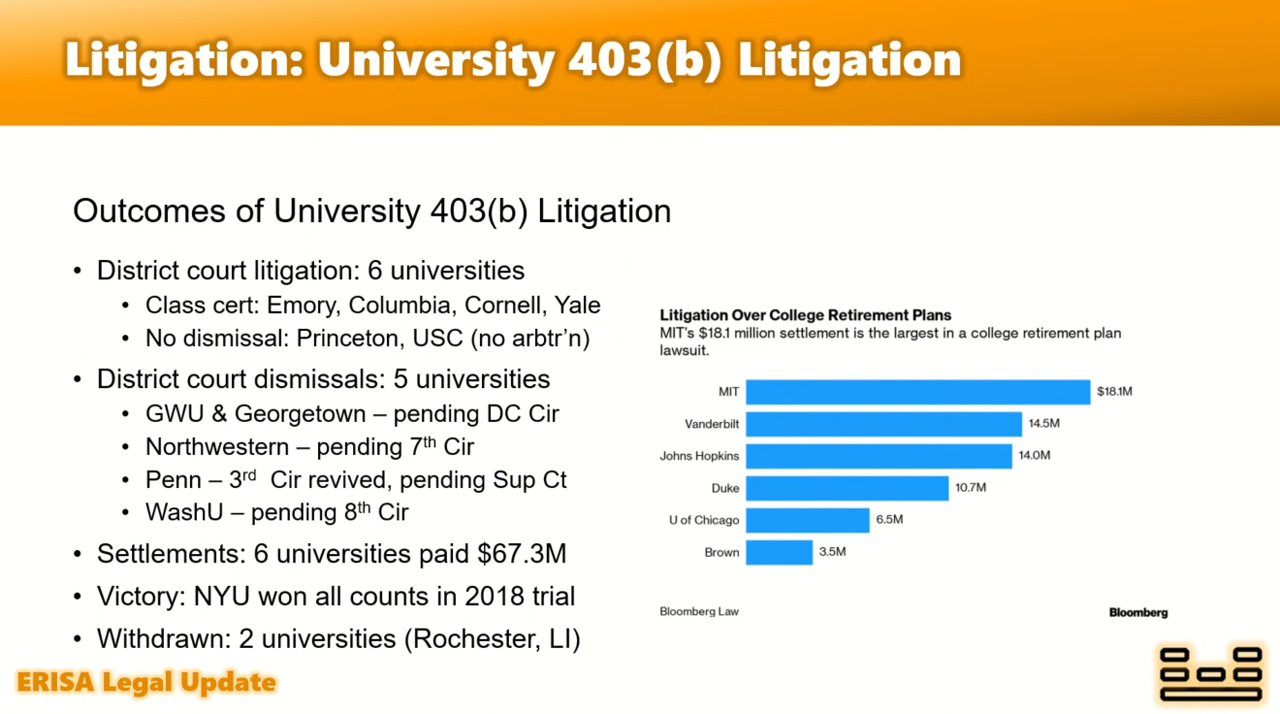 Litigation: University 403(b) Litigation
Outcomes of University 403(b) Litigation
• District court litigation: 6 universities
• Class cert: Emory, Columbia, Cornell, Yale
• No dismissal: Princeton, USC (no arbtr’n)
• District court dismissals: 5 universities
• GWU & Georgetown – pending DC Cir
• Northwestern – pending 7th Cir
• Penn – 3rd Cir revived, pending Sup Ct
• WashU – pending 8th Cir
• Settlements: 6 universities paid $67.3M
• Victory: NYU won all counts in 2018 trial
• Withdrawn: 2 universities (Rochester, LI)
Litigation Over College Retirement Plans
MIT’s $18.1 million settlement is the largest in a college retirement plan
lawsuit.
MIT $18.1M
Vanderbilt 14.5M
Johns Hopkins 14.0M
Duke 10.7M
U of Chicago 6.5M
Brown 3.5M
Bloomberg Law Bloomberg
ERISA Legal Update